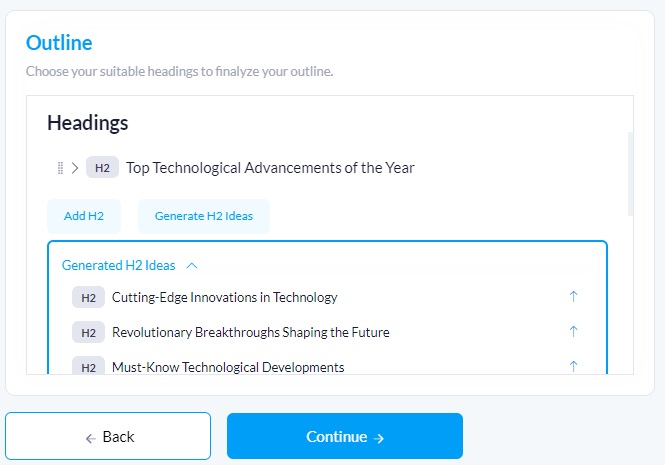 Outline
Choose your suitable headings to finalyze your outline.
Headings
H2 Top Technological Advancements of the Year
Add H2 Generate H2 Ideas
Generated H2 Ideas
H2 Cutting-Edge Innovations in Technology
H2 Revolutionary Breakthroughs Shaping the Future
H2 Must-Know Technological Developments
← Back Continue →